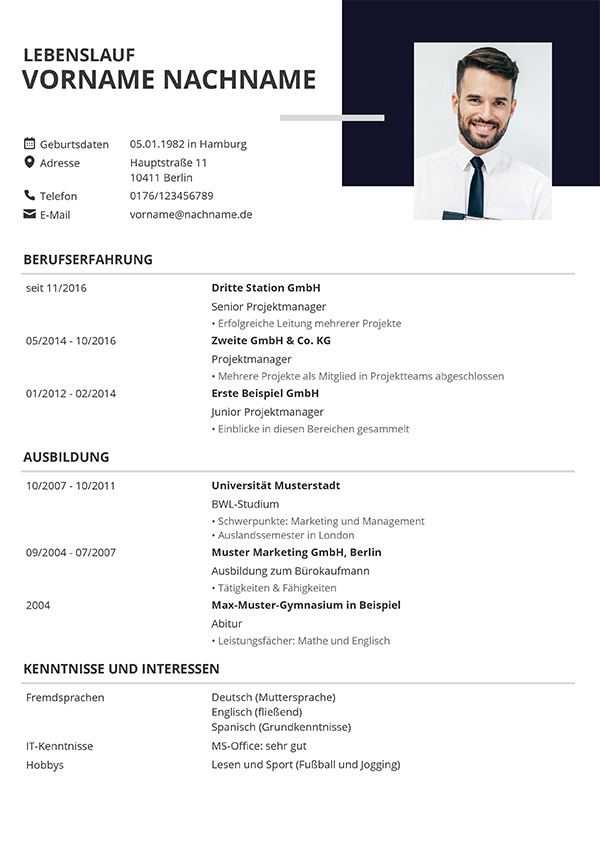 LEBENSLAUF
VORNAME NACHNAME
Geburtsdaten 05.01.1982 in Hamburg
Adresse Hauptstraße 11
10411 Berlin
Telefon 0176/123456789
E-Mail vorname@nachname.de
BERUFSERFAHRUNG
seit 11/2016 Dritte Station GmbH
Senior Projektmanager
• Erfolgreiche Leitung mehrerer Projekte
05/2014 - 10/2016 Zweite GmbH & Co. KG
Projektmanager
• Mehrere Projekte als Mitglied in Projektteams abgeschlossen
01/2012 - 02/2014 Erste Beispiel GmbH
Junior Projektmanager
• Einblicke in diesen Bereichen gesammelt
AUSBILDUNG
10/2007 - 10/2011 Universität Musterstadt
BWL-Studium
• Schwerpunkte: Marketing und Management
• Auslandssemester in London
09/2004 - 07/2007 Muster Marketing GmbH, Berlin
Ausbildung zum Bürokaufmann
• Tätigkeiten & Fähigkeiten
2004 Max-Muster-Gymnasium in Beispiel
Abitur
• Leistungsfächer: Mathe und Englisch
KENNTNISSE UND INTERESSEN
Fremdsprachen Deutsch (Muttersprache)
Englisch (fließend)
Spanisch (Grundkenntnisse)
IT-Kenntnisse MS-Office: sehr gut
Hobbys Lesen und Sport (Fußball und Jogging)